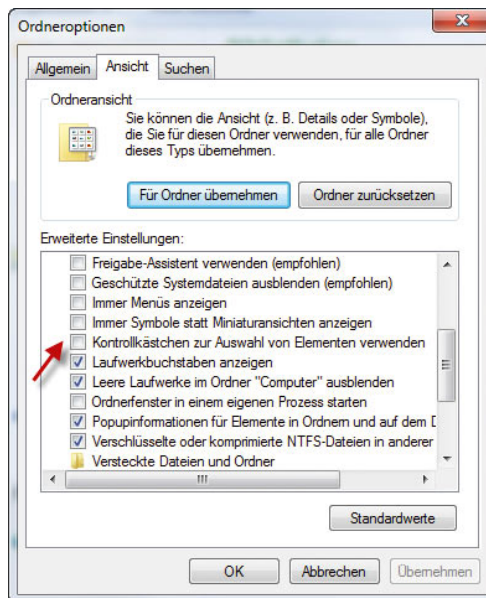 Ordneroptionen
Allgemein Ansicht Suchen
Ordneransicht
Sie können die Ansicht (z. B. Details oder Symbole),
die Sie für diesen Ordner verwenden, für alle Ordner
dieses Typs übernehmen.
Für Ordner übernehmen Ordner zurücksetzen
Erweiterte Einstellungen:
Freigabe-Assistent verwenden (empfohlen)
Geschützte Systemdateien ausblenden (empfohlen)
Immer Menüs anzeigen
Immer Symbole statt Miniaturansichten anzeigen
Kontrollkästchen zur Auswahl von Elementen verwenden
Laufwerkbuchstaben anzeigen
Leere Laufwerke im Ordner "Computer" ausblenden
Ordnerfenster in einem eigenen Prozess starten
Popupinformationen für Elemente in Ordnern und auf dem
Verschlüsselte oder komprimierte NTFS-Dateien in anderer
Versteckte Dateien und Ordner
Standardwerte
OK Abbrechen Übernehmen